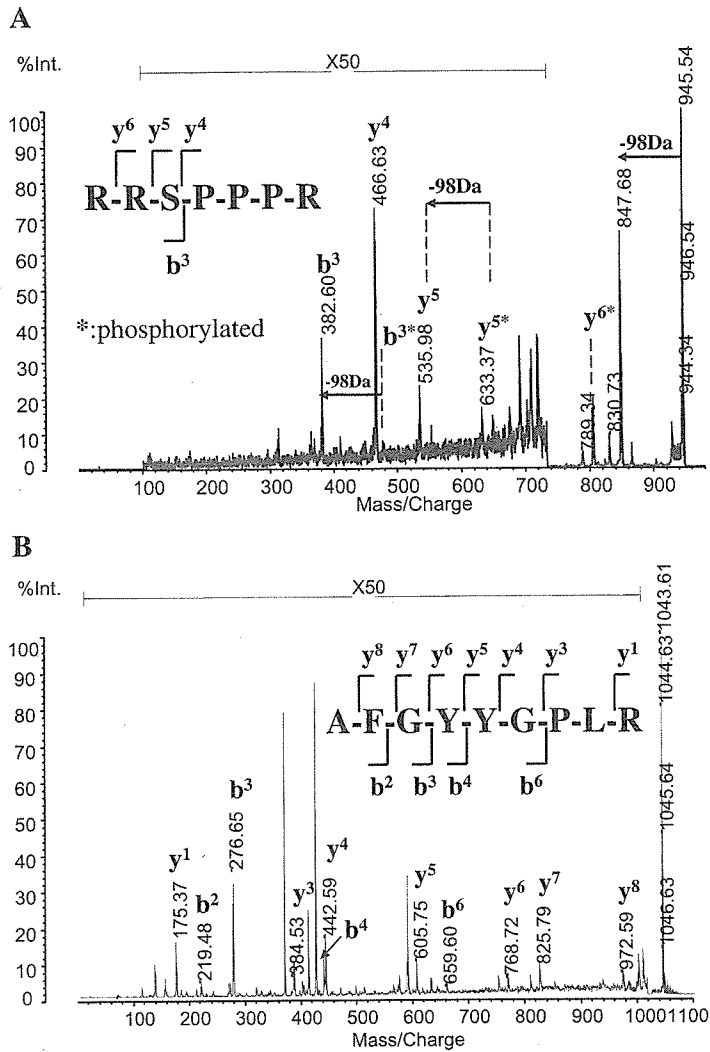 A
%Int.
X50
100
90
80
70
60
50
40
30
20
10
0
y6 y5 y4
R-R-S-P-P-P-R
b3
*:phosphorylated
b3
382.60
-98Da
y4
466.63
b3*
y5
535.98
-98Da
y5*
633.37
y6*
789.34
830.73
847.68
-98Da
945.54
946.54
944.34
100 200 300 400 500 600 700 800 900
Mass/Charge
B
%Int.
X50
100
90
80
70
60
50
40
30
20
10
0
y8 y7 y6 y5 y4 y3 y1
A-F-G-Y-Y-G-P-L-R
b2 b3 b4 b6
y1
175.37
b2
219.48
b3
276.65
y3
384.53
y4
442.59
b4
y5
605.75
b6
659.60
y6
768.72
y7
825.79
y8
972.59
1043.61
1044.63
1045.64
1046.63
100 200 300 400 500 600 700 800 900 1000 1100
Mass/Charge